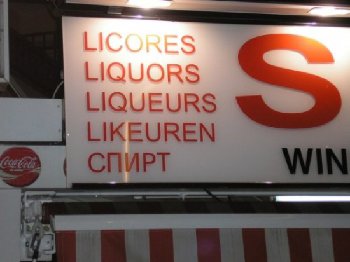 LICORES
LIQUORS
LIQUEURS
LIKEUREN
СПИРТ
S
WIN
Coca-Cola